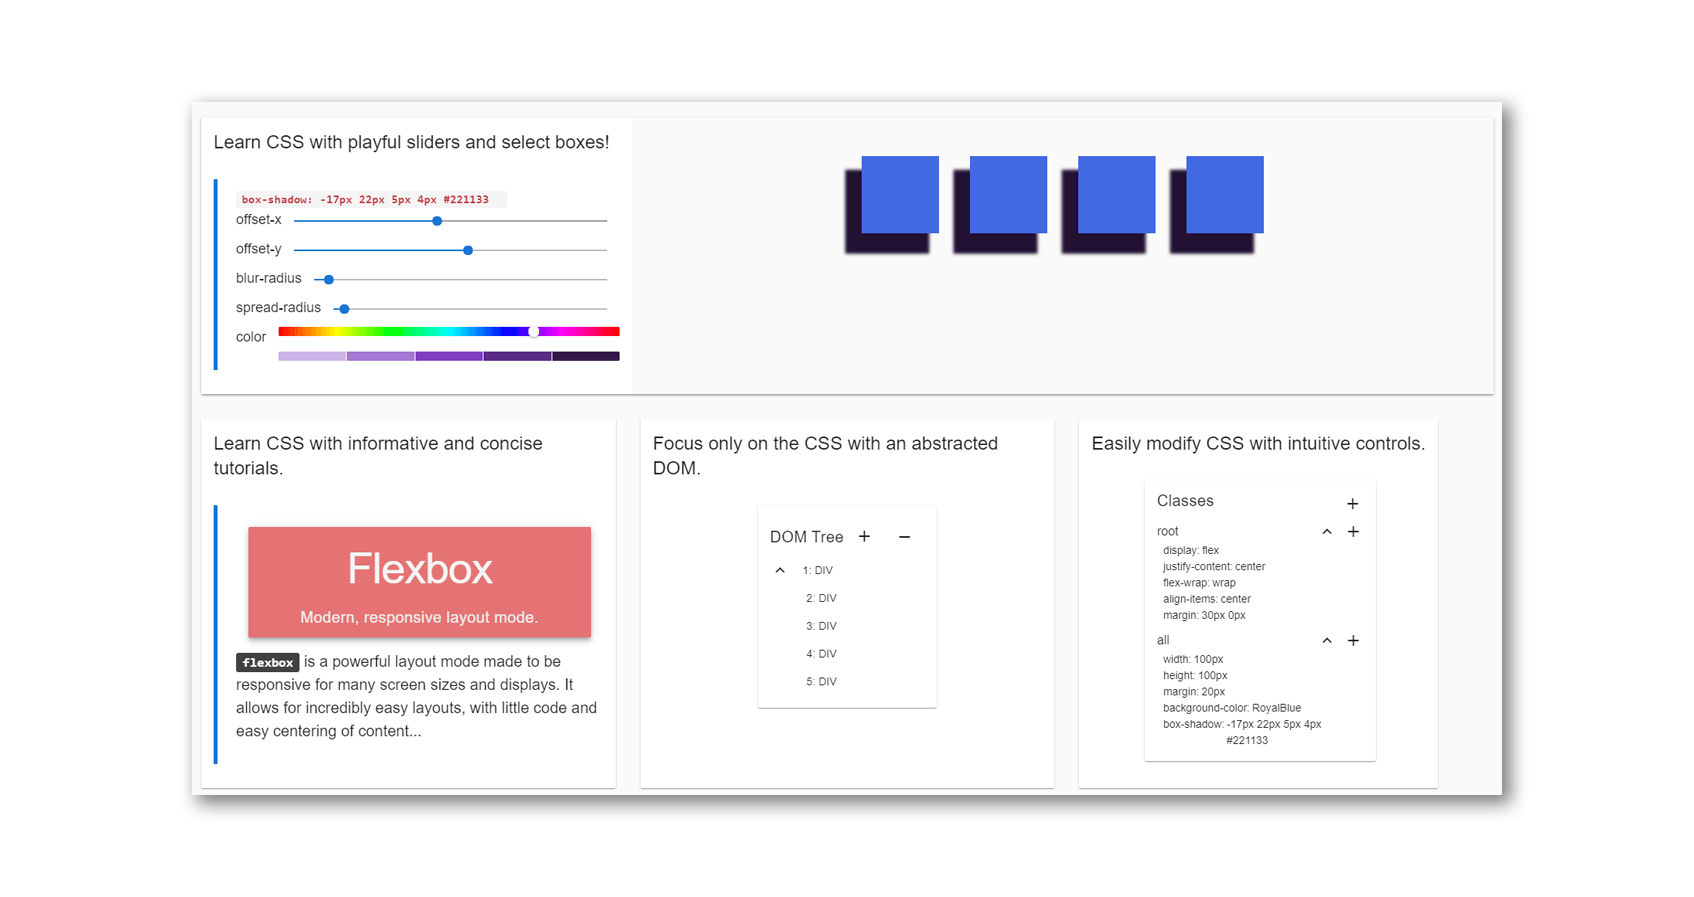 Learn CSS with playful sliders and select boxes!
box-shadow: -17px 22px 5px 4px #221133
offset-x
offset-y
blur-radius
spread-radius
color
Learn CSS with informative and concise
tutorials.
Flexbox
Modern, responsive layout mode.
flexbox is a powerful layout mode made to be
responsive for many screen sizes and displays. It
allows for incredibly easy layouts, with little code and
easy centering of content...
Focus only on the CSS with an abstracted
DOM.
DOM Tree + −
1: DIV
2: DIV
3: DIV
4: DIV
5: DIV
Easily modify CSS with intuitive controls.
Classes +
root +
display: flex
justify-content: center
flex-wrap: wrap
align-items: center
margin: 30px 0px
all +
width: 100px
height: 100px
margin: 20px
background-color: RoyalBlue
box-shadow: -17px 22px 5px 4px
#221133